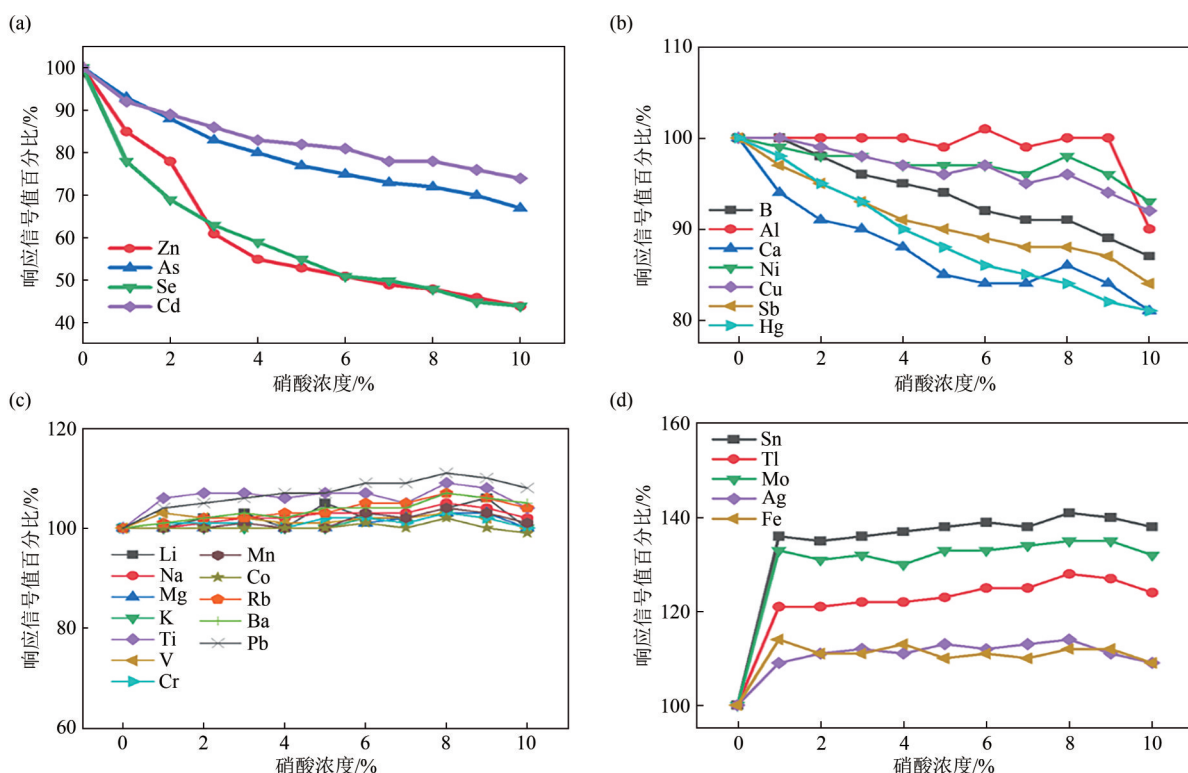 (a)
响应信号值百分比/%
100
90
80
70
60
50
40
Zn
As
Se
Cd
0
2
4
6
8
10
硝酸浓度/%
(b)
响应信号值百分比/%
110
100
90
80
B
Al
Ca
Ni
Cu
Sb
Hg
0
2
4
6
8
10
硝酸浓度/%
(c)
响应信号值百分比/%
120
100
80
60
Li
Na
Mg
K
Ti
V
Cr
Mn
Co
Rb
Ba
Pb
0
2
4
6
8
10
硝酸浓度/%
(d)
响应信号值百分比/%
160
140
120
100
Sn
Tl
Mo
Ag
Fe
0
2
4
6
8
10
硝酸浓度/%